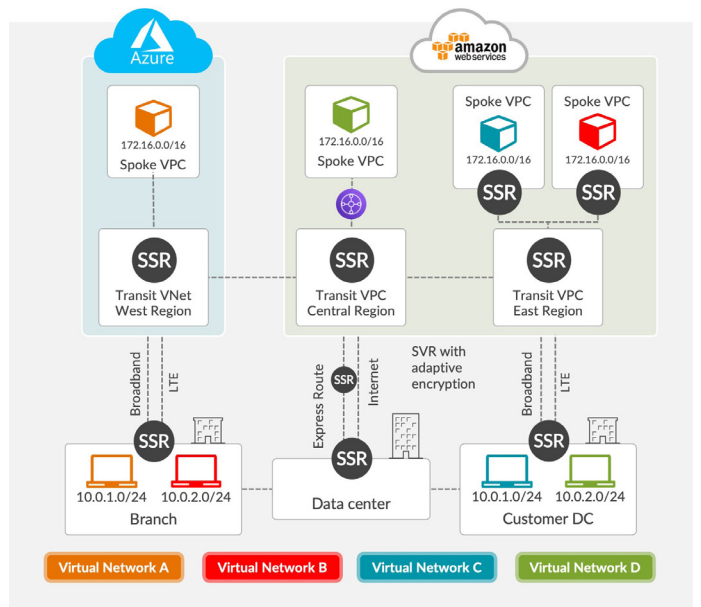 Azure
amazon
webservices
172.16.0.0/16
Spoke VPC
172.16.0.0/16
Spoke VPC
Spoke VPC
172.16.0.0/16
SSR
Spoke VPC
172.16.0.0/16
SSR
SSR
Transit VNet
West Region
SSR
Transit VPC
Central Region
SSR
Transit VPC
East Region
Broadband
LTE
Express Route
SSR
Internet
SVR with
adaptive
encryption
Broadband
LTE
SSR
10.0.1.0/24
10.0.2.0/24
Branch
SSR
Data center
SSR
10.0.1.0/24
10.0.2.0/24
Customer DC
Virtual Network A
Virtual Network B
Virtual Network C
Virtual Network D